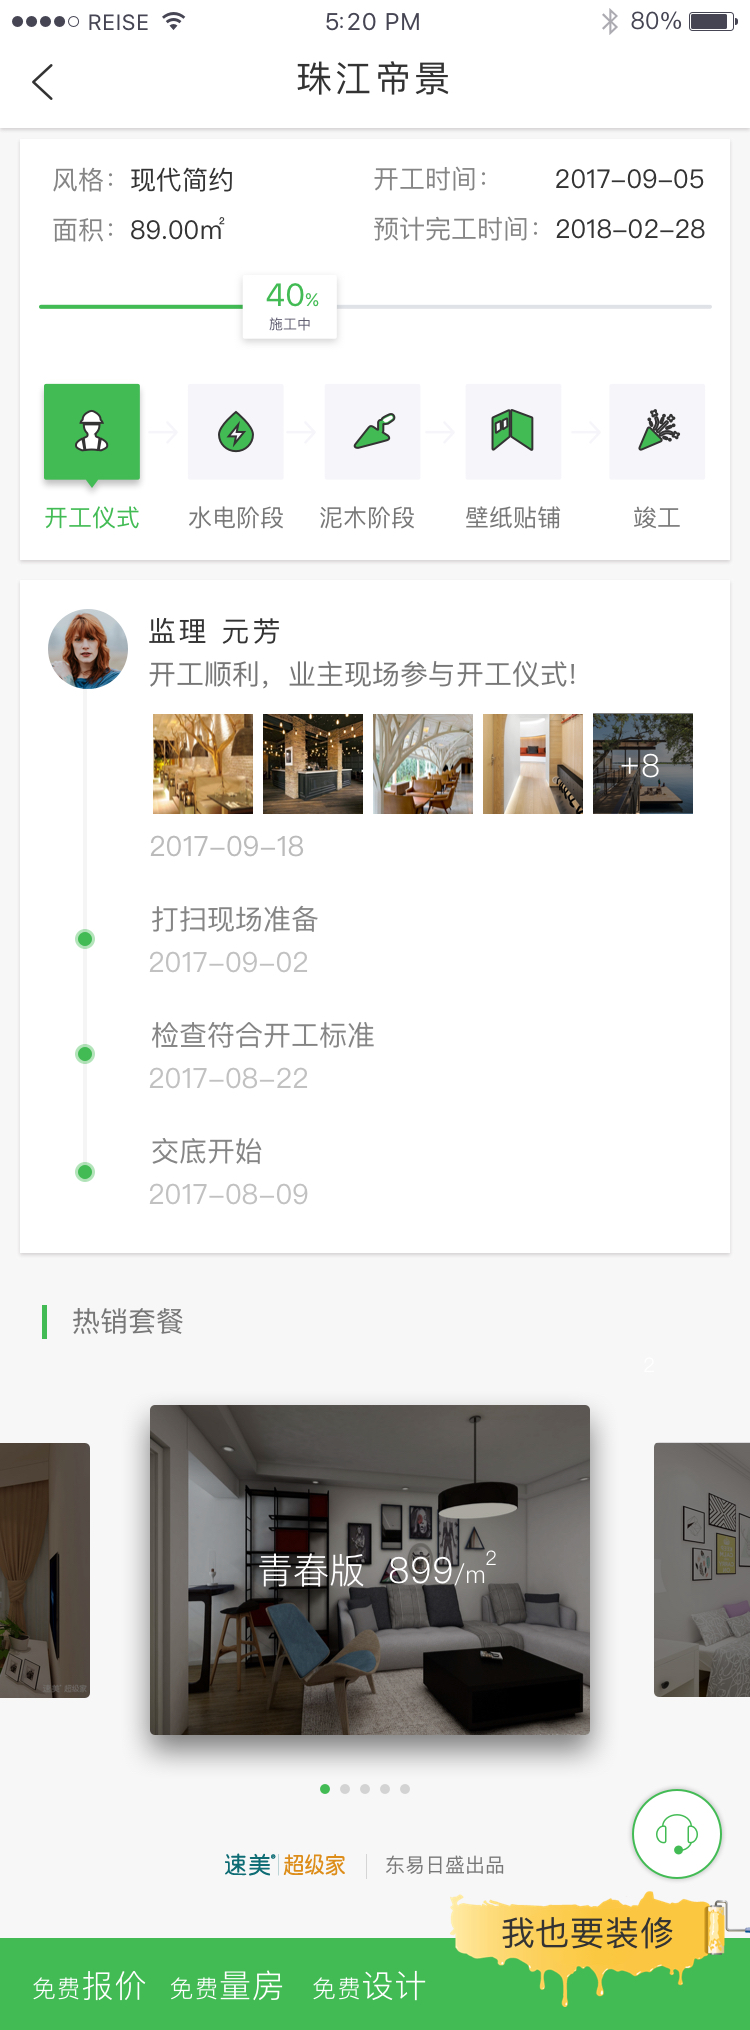 REISE 5:20 PM 80%
珠江帝景
风格： 现代简约 开工时间： 2017-09-05
面积： 89.00㎡ 预计完工时间： 2018-02-28
40%
施工中
开工仪式 水电阶段 泥木阶段 壁纸贴铺 竣工
监理 元芳
开工顺利，业主现场参与开工仪式!
+8
2017-09-18
打扫现场准备
2017-09-02
检查符合开工标准
2017-08-22
交底开始
2017-08-09
热销套餐
2
青春版 899/m²
速美 超级家
速美 超级家 东易日盛出品
我也要装修
免费报价 免费量房 免费设计